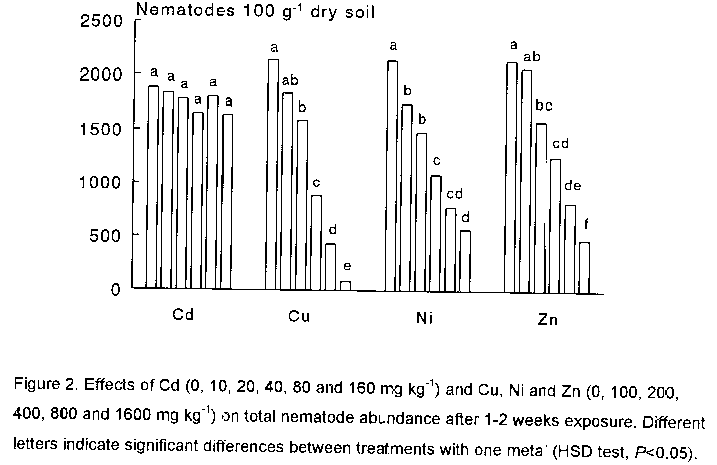 Nematodes 100 g⁻¹ dry soil
2500
2000
1500
1000
500
0
a a a a a a
a ab b c d e
a b b c cd d
a ab bc cd de f
Cd Cu Ni Zn
Figure 2. Effects of Cd (0, 10, 20, 40, 80 and 160 mg kg⁻¹) and Cu, Ni and Zn (0, 100, 200,
400, 800 and 1600 mg kg⁻¹) on total nematode abundance after 1-2 weeks exposure. Different
letters indicate significant differences between treatments with one metal (HSD test, P<0.05).